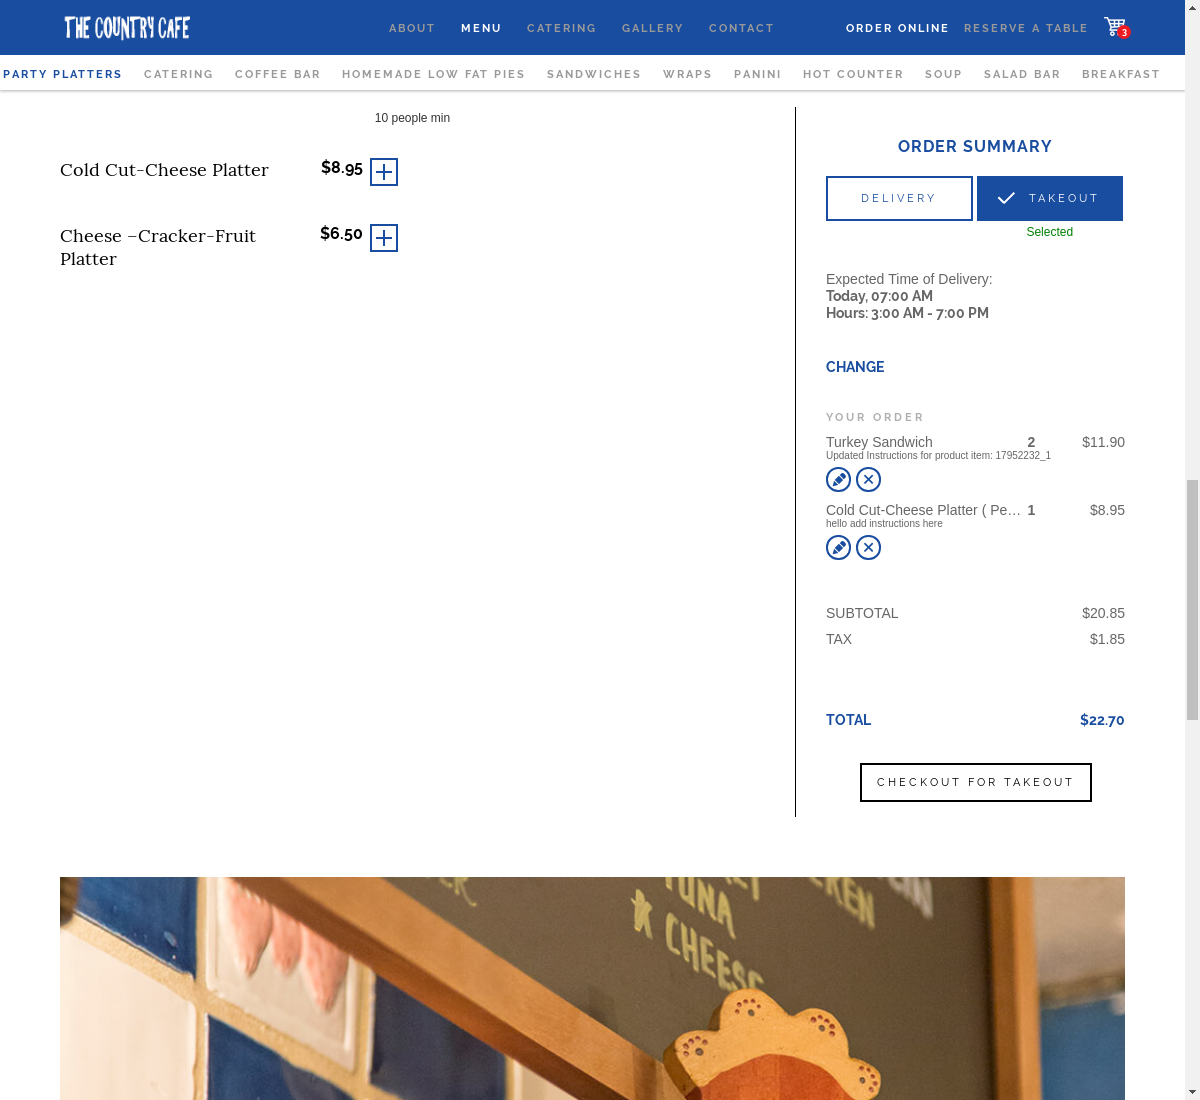 THE COUNTRY CAFE
ABOUT MENU CATERING GALLERY CONTACT ORDER ONLINE RESERVE A TABLE 3
PARTY PLATTERS CATERING COFFEE BAR HOMEMADE LOW FAT PIES SANDWICHES WRAPS PANINI HOT COUNTER SOUP SALAD BAR BREAKFAST
10 people min
Cold Cut-Cheese Platter $8.95
Cheese –Cracker-Fruit $6.50
Platter
ORDER SUMMARY
DELIVERY TAKEOUT
Selected
Expected Time of Delivery:
Today, 07:00 AM
Hours: 3:00 AM - 7:00 PM
CHANGE
YOUR ORDER
Turkey Sandwich 2 $11.90
Updated Instructions for product item: 17952232_1
Cold Cut-Cheese Platter ( Pe… 1 $8.95
hello add instructions here
SUBTOTAL $20.85
TAX $1.85
TOTAL $22.70
CHECKOUT FOR TAKEOUT
TUNA
CHEESE